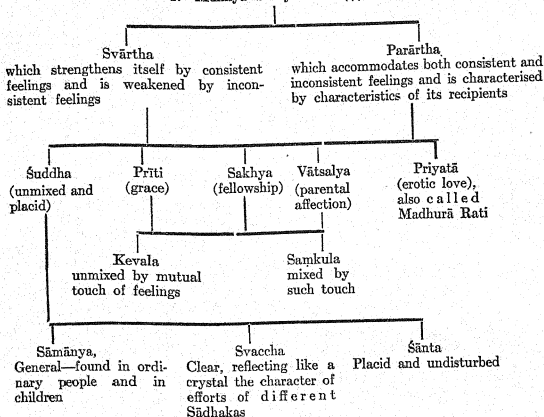 Svārtha
which strengthens itself by consistent
feelings and is weakened by incon-
sistent feelings
Parārtha
which accommodates both consistent and
inconsistent feelings and is characterised
by characteristics of its recipients
Śuddha
(unmixed and
placid)
Prīti
(grace)
Sakhya
(fellowship)
Vātsalya
(parental
affection)
Priyatā
(erotic love),
also called
Madhurā Rati
Kevala
unmixed by mutual
touch of feelings
Saṃkula
mixed by
such touch
Sāmānya,
General—found in ordi-
nary people and in
children
Svaccha
Clear, reflecting like a
crystal the character of
efforts of different
Sādhakas
Śānta
Placid and undisturbed